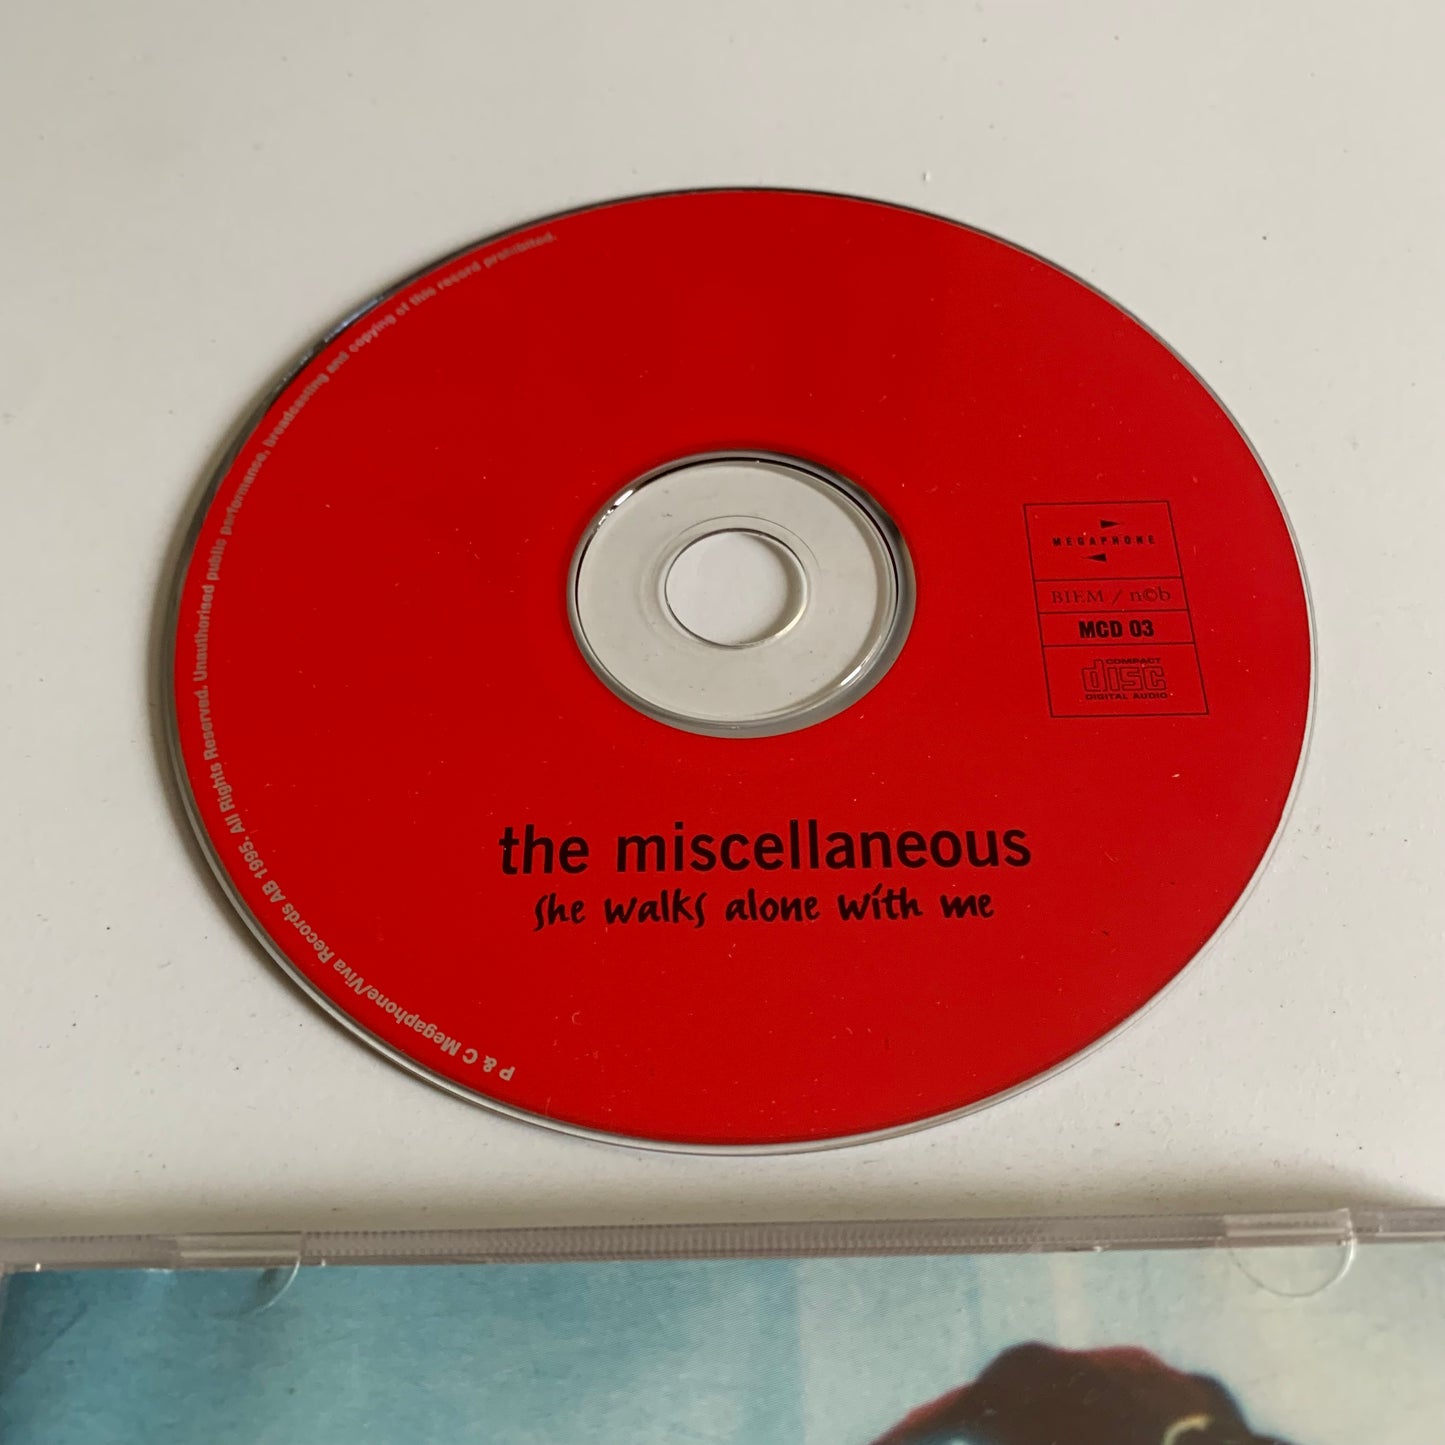 the miscellaneous
she walks alone with me
MEGAPHONE
BIEM / n©b
MCD 03
COMPACT
disc
DIGITAL AUDIO
P & C Megaphone/Viva Records AB 1995. All Rights Reserved. Unauthorised public performance, broadcasting and copying of this record prohibited.